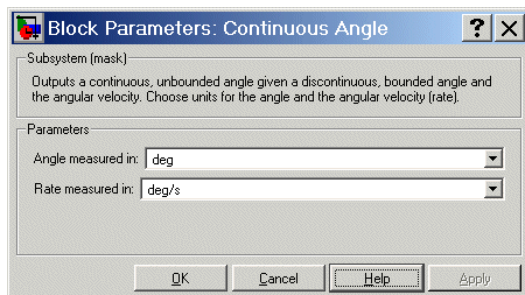 Block Parameters: Continuous Angle
Subsystem (mask)
Outputs a continuous, unbounded angle given a discontinuous, bounded angle and
the angular velocity. Choose units for the angle and the angular velocity (rate).
Parameters
Angle measured in: deg
Rate measured in: deg/s
OK Cancel Help Apply